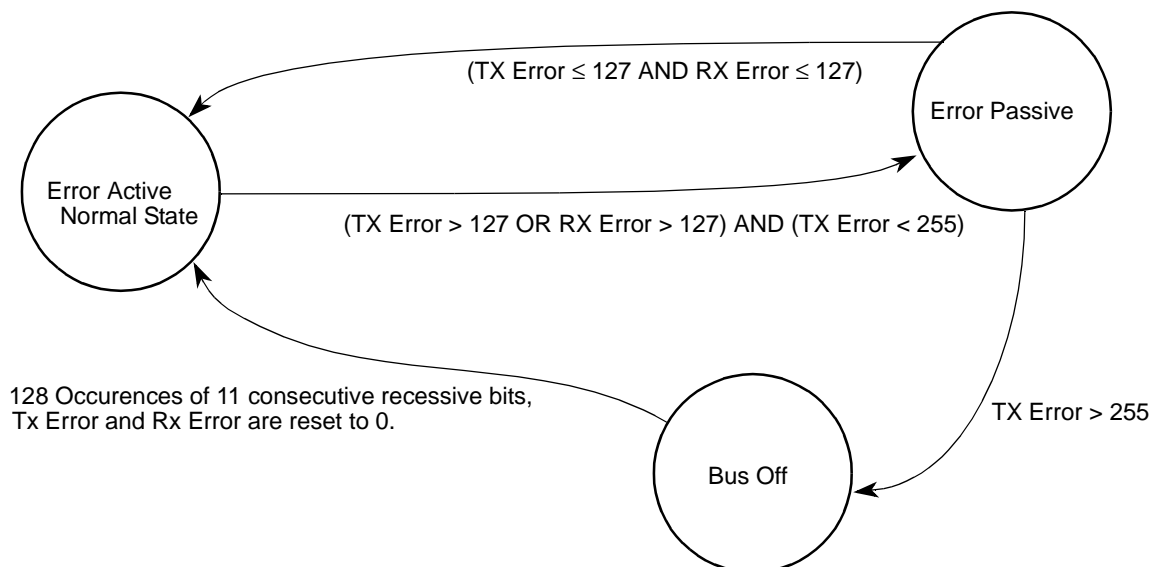 (TX Error ≤ 127 AND RX Error ≤ 127)
Error Passive
Error Active
Normal State
(TX Error > 127 OR RX Error > 127) AND (TX Error < 255)
128 Occurences of 11 consecutive recessive bits,
Tx Error and Rx Error are reset to 0.
TX Error > 255
Bus Off